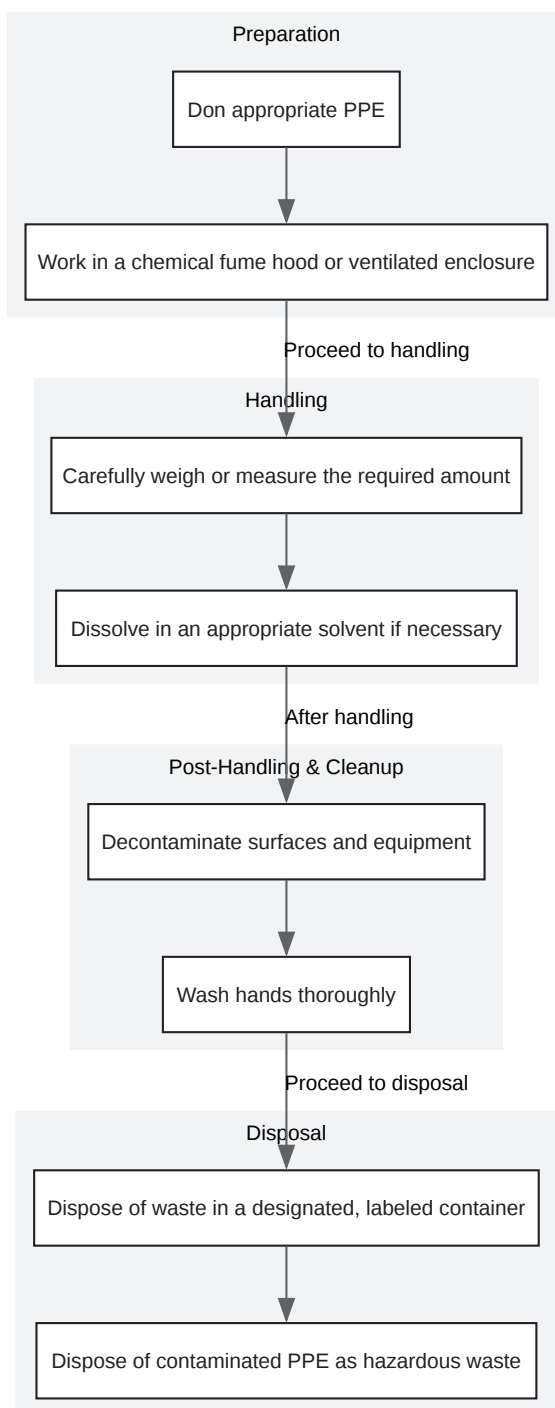 Preparation
Don appropriate PPE
Work in a chemical fume hood or ventilated enclosure
Proceed to handling
Handling
Carefully weigh or measure the required amount
Dissolve in an appropriate solvent if necessary
After handling
Post-Handling & Cleanup
Decontaminate surfaces and equipment
Wash hands thoroughly
Proceed to disposal
Disposal
Dispose of waste in a designated, labeled container
Dispose of contaminated PPE as hazardous waste